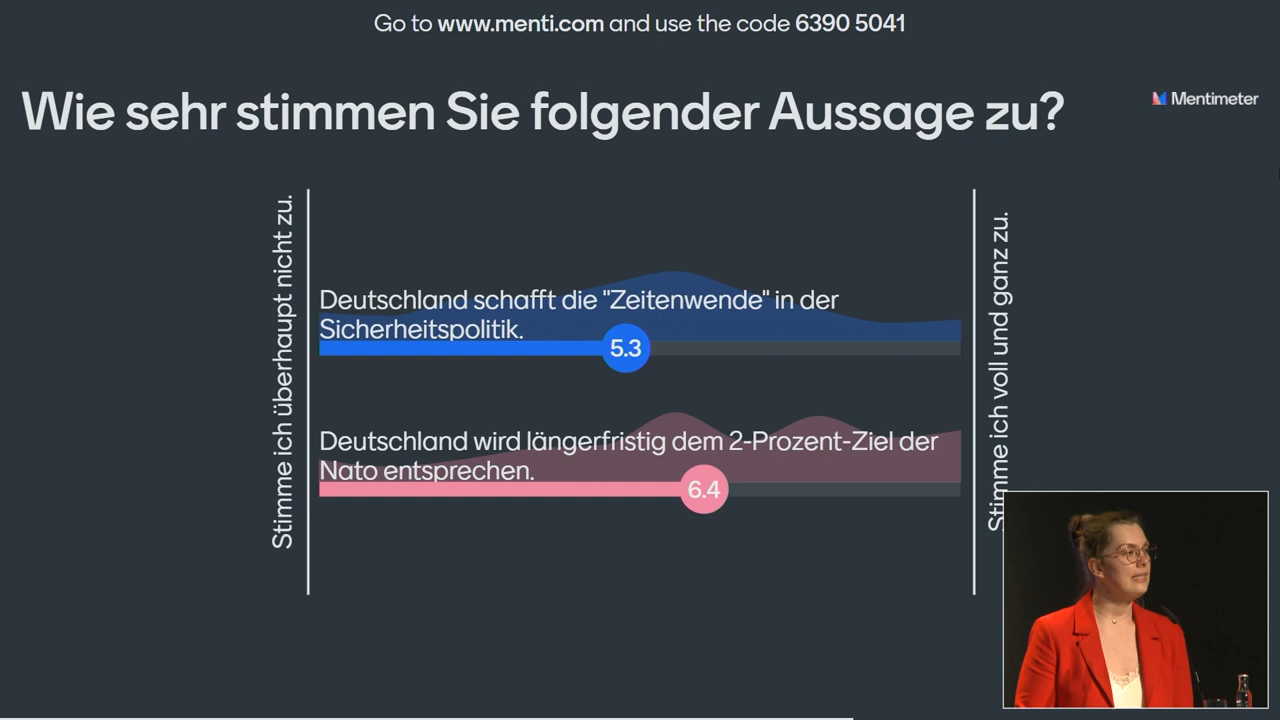 Go to www.menti.com and use the code 6390 5041
Wie sehr stimmen Sie folgender Aussage zu?
Mentimeter
Stimme ich überhaupt nicht zu.
Deutschland schafft die "Zeitenwende" in der
Sicherheitspolitik.
5.3
Deutschland wird längerfristig dem 2-Prozent-Ziel der
Nato entsprechen.
6.4
Stimme ich voll und ganz zu.